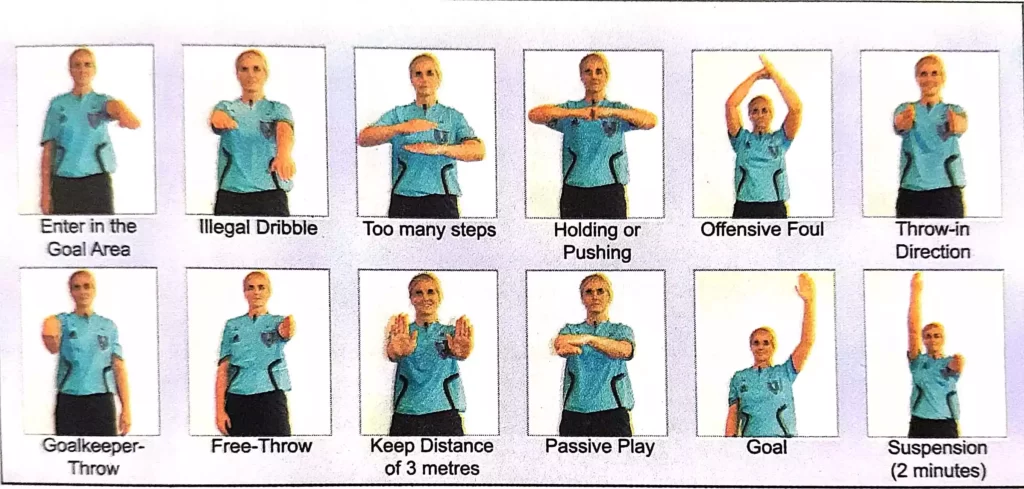 Enter in the
Goal Area
Illegal Dribble
Too many steps
Holding or
Pushing
Offensive Foul
Throw-in
Direction
Goalkeeper-
Throw
Free-Throw
Keep Distance
of 3 metres
Passive Play
Goal
Suspension
(2 minutes)